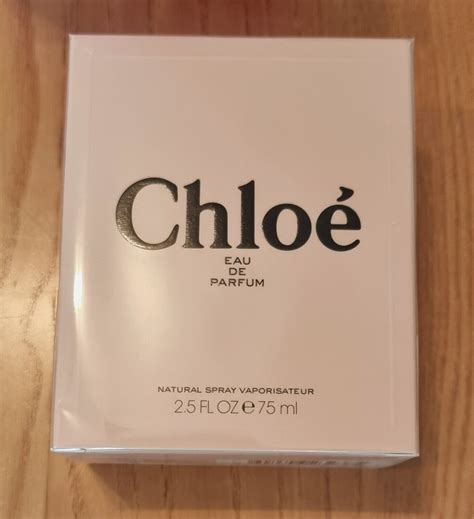 Chloé
EAU
DE
PARFUM
NATURAL SPRAY VAPORISATEUR
2.5 FL OZ ℮ 75 ml